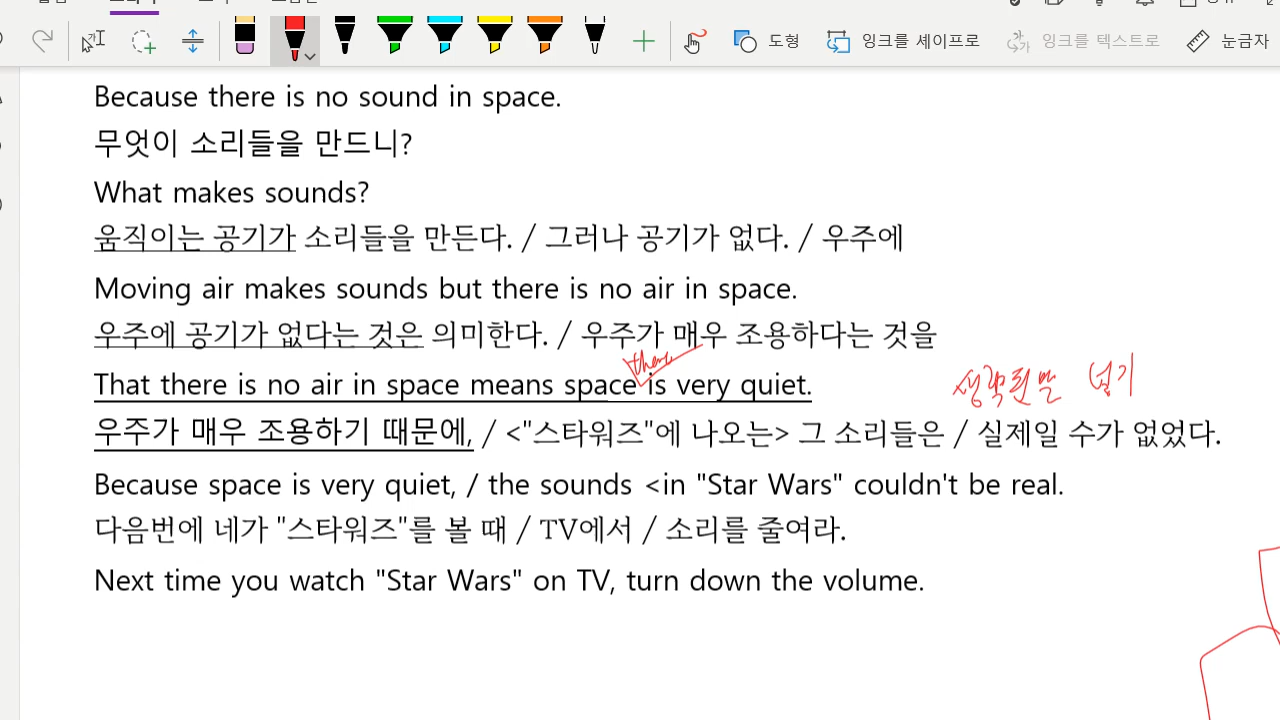 도형
잉크를 셰이프로
잉크를 텍스트로
눈금자
Because there is no sound in space.
무엇이 소리들을 만드니?
What makes sounds?
움직이는 공기가 소리들을 만든다. / 그러나 공기가 없다. / 우주에
Moving air makes sounds but there is no air in space.
우주에 공기가 없다는 것은 의미한다. / 우주가 매우 조용하다는 것을
That there is no air in space means space is very quiet.
생략된 말 넣기
우주가 매우 조용하기 때문에, / <"스타워즈"에 나오는> 그 소리들은 / 실제일 수가 없었다.
Because space is very quiet, / the sounds <in "Star Wars" couldn't be real.
다음번에 네가 "스타워즈"를 볼 때 / TV에서 / 소리를 줄여라.
Next time you watch "Star Wars" on TV, turn down the volume.